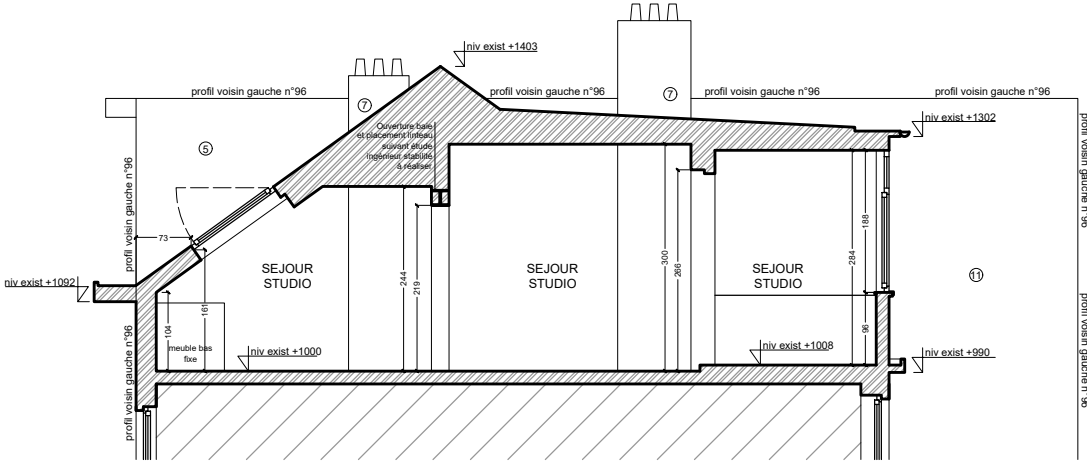 niv exist +1403
profil voisin gauche n°96
profil voisin gauche n°96
profil voisin gauche n°96
profil voisin gauche n°96
7
7
niv exist +1302
Ouverture baie
et placement linteau
suivant étude
ingénieur stabilité
à réaliser
5
profil voisin gauche n°96
profil voisin gauche n°96
73
188
SEJOUR
STUDIO
SEJOUR
STUDIO
SEJOUR
STUDIO
244
219
300
266
284
11
niv exist +1092
161
104
96
meuble bas
fixe
niv exist +1000
niv exist +1008
niv exist +990
profil voisin gauche n°96
profil voisin gauche n°96